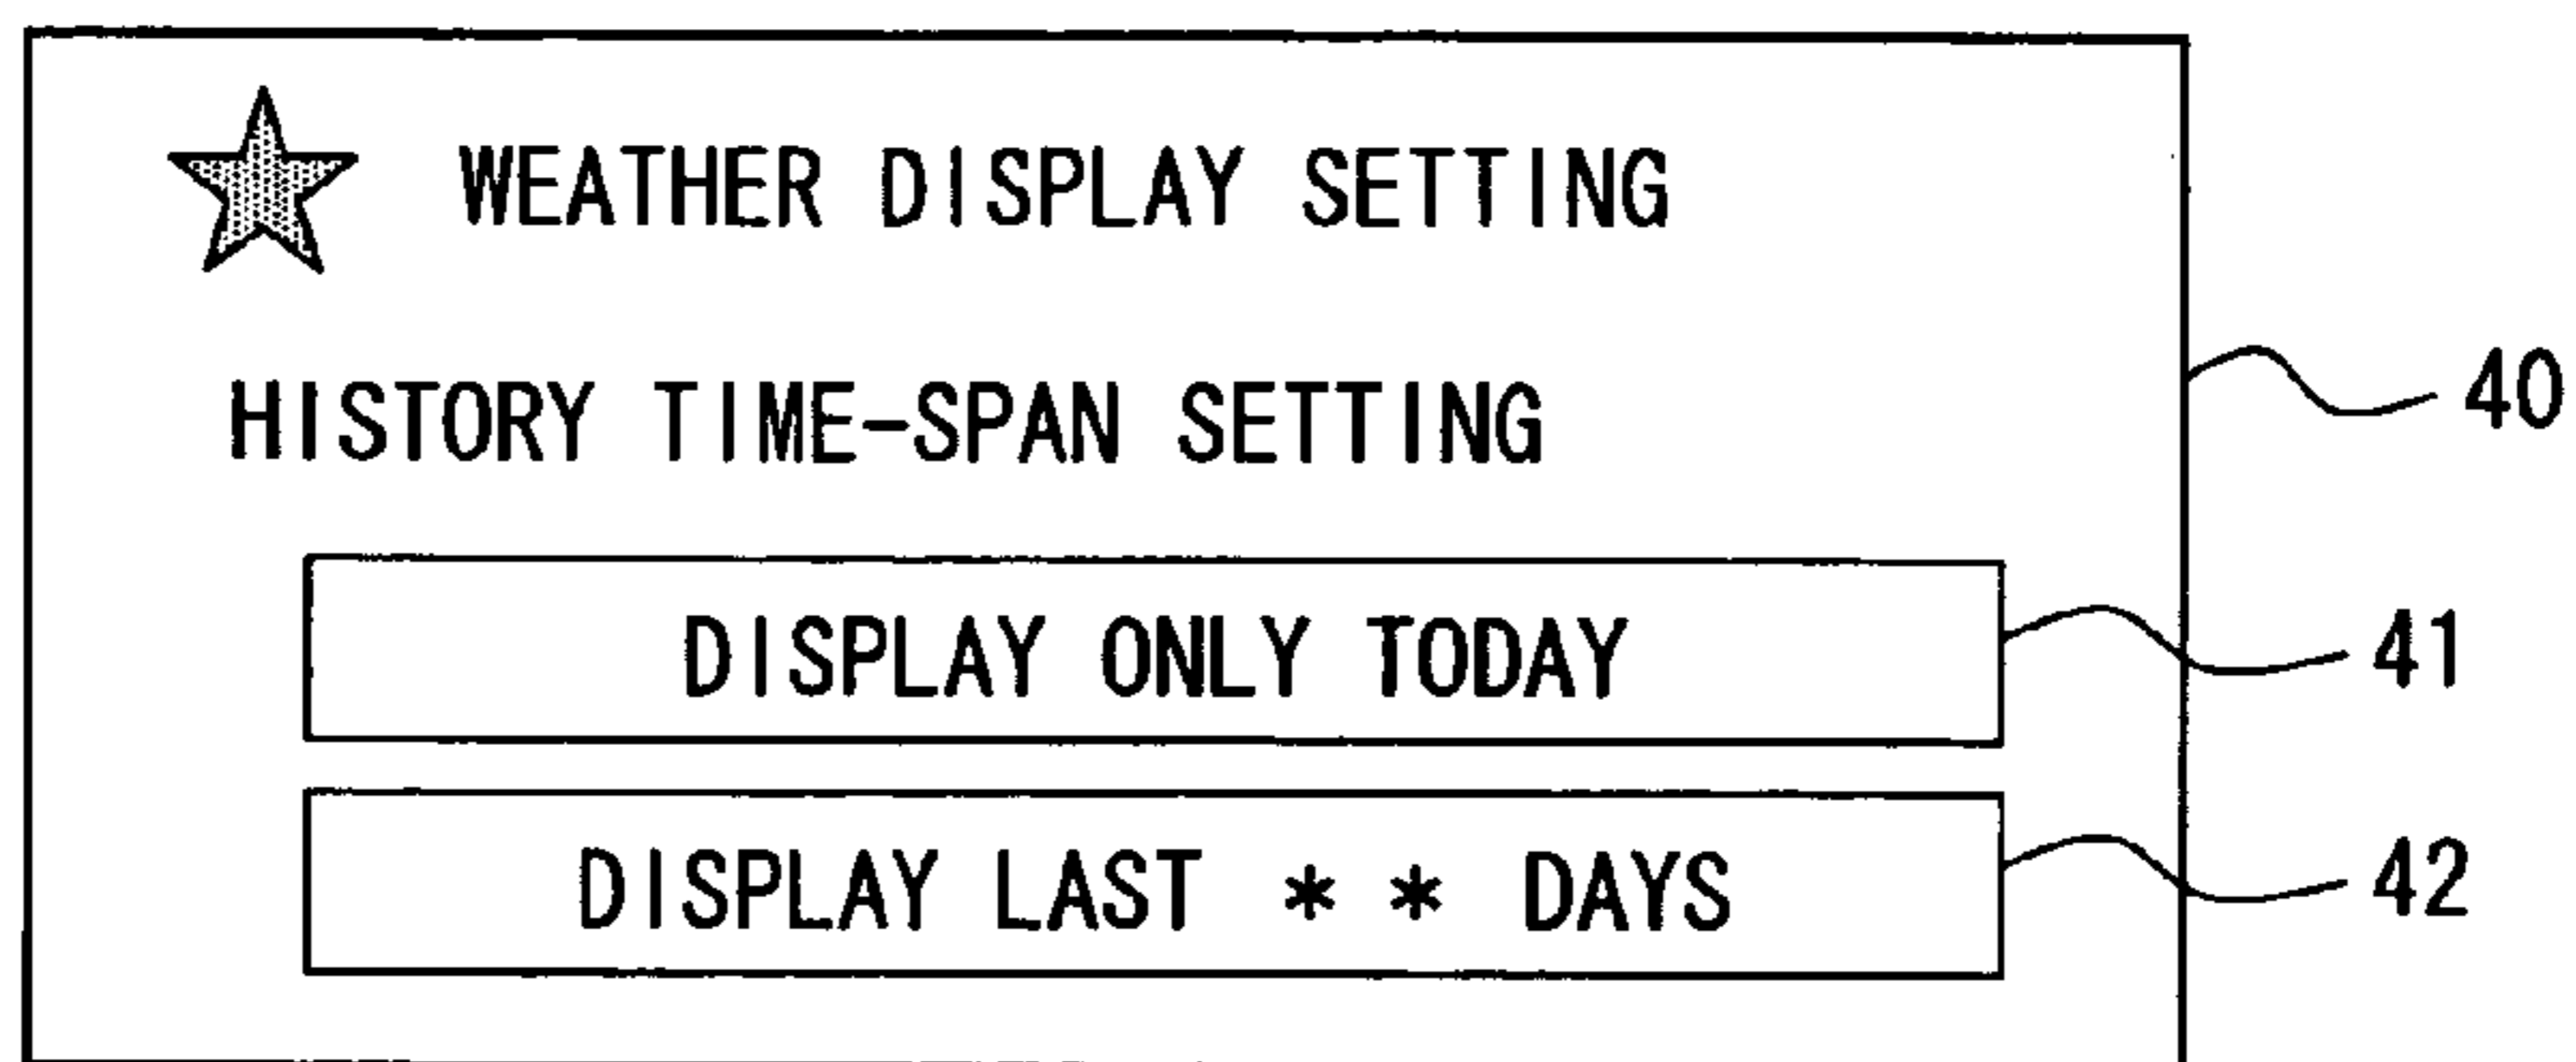 WEATHER DISPLAY SETTING
HISTORY TIME-SPAN SETTING
40
DISPLAY ONLY TODAY
41
DISPLAY LAST ** DAYS
42